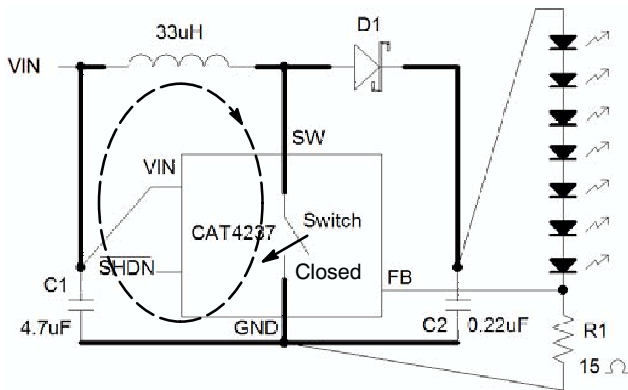 33uH
D1
VIN
SW
VIN
CAT4237
Switch
SHDN
Closed
FB
C1
4.7uF
GND
C2
0.22uF
R1
15 Ω